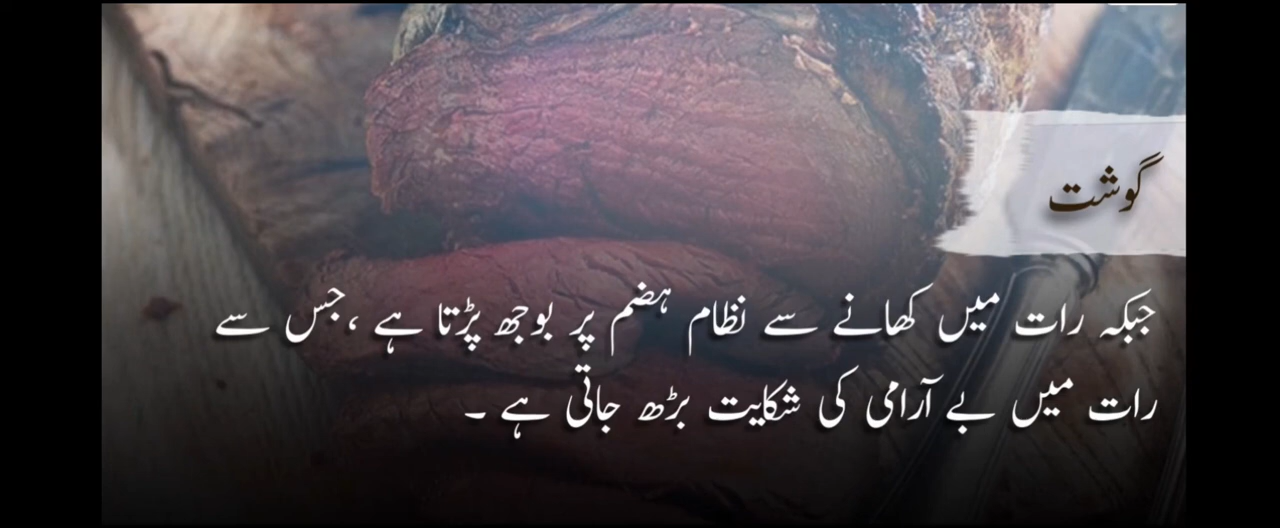 گوشت
جبکہ رات میں کھانے سے نظام ہضم پر بوجھ پڑتا ہے ،جس سے
رات میں بے آرامی کی شکایت بڑھ جاتی ہے ۔